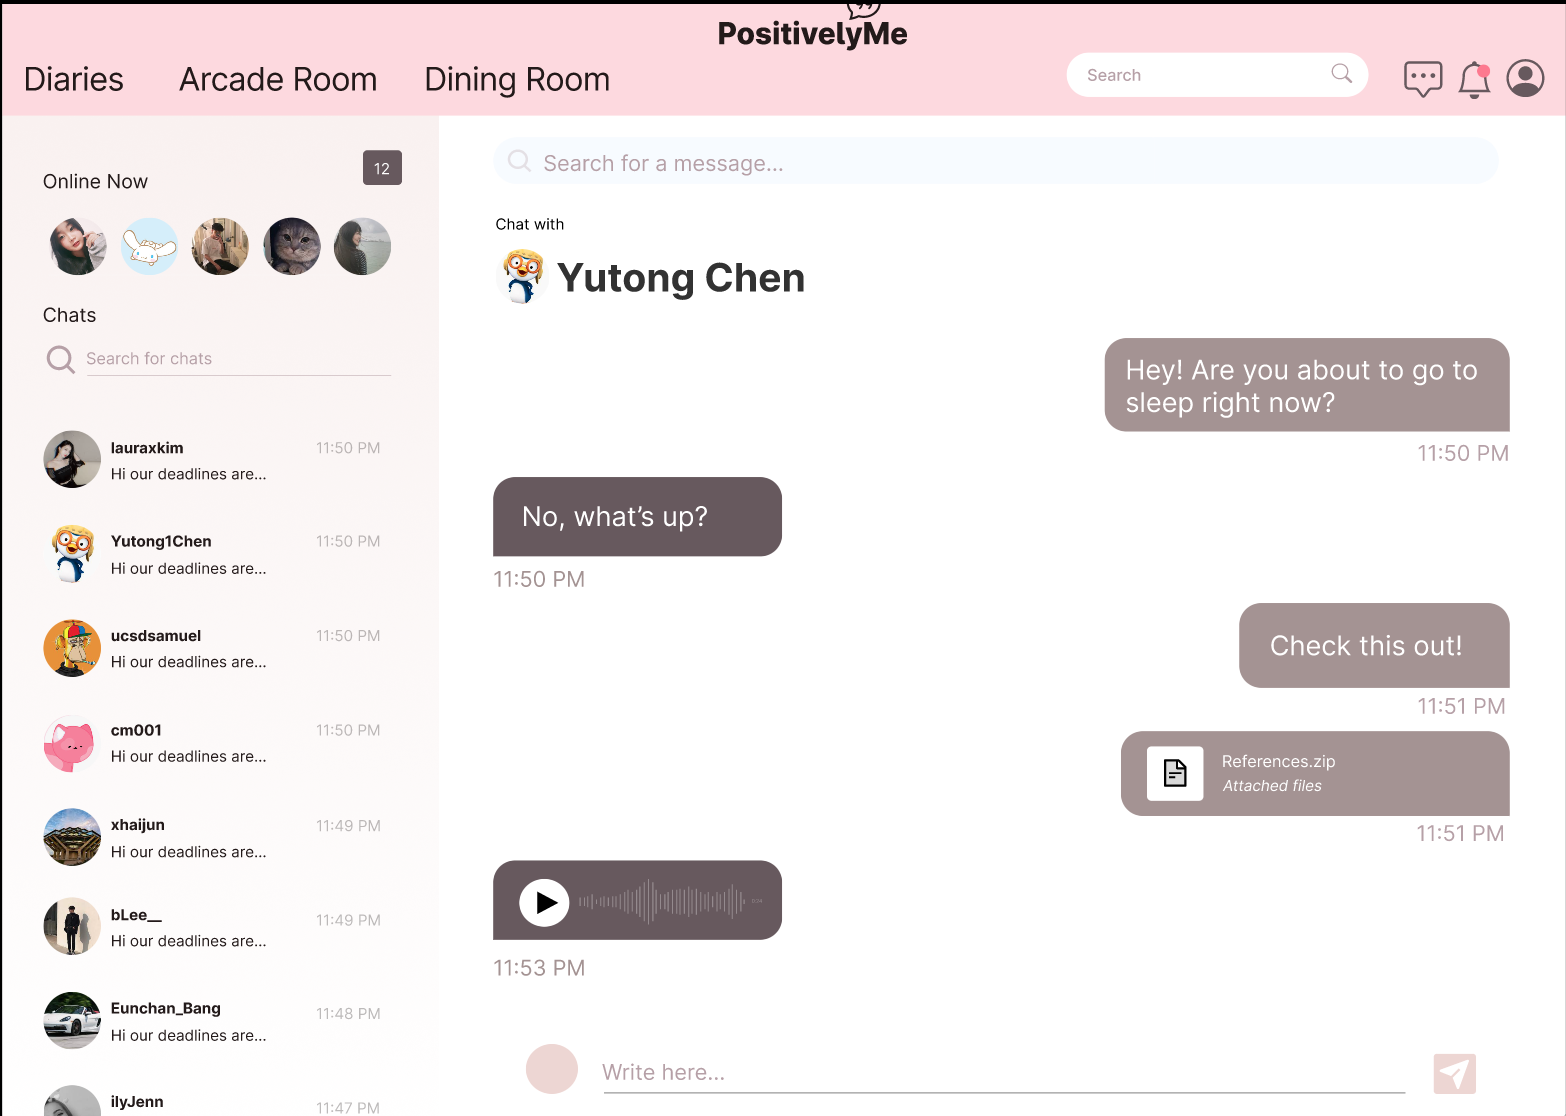 PositivelyMe
Diaries
Arcade Room
Dining Room
Search
Online Now
12
Chats
Search for chats
lauraxkim
11:50 PM
Hi our deadlines are...
Yutong1Chen
11:50 PM
Hi our deadlines are...
ucsdsamuel
11:50 PM
Hi our deadlines are...
cm001
11:50 PM
Hi our deadlines are...
xhaijun
11:49 PM
Hi our deadlines are...
bLee__
11:49 PM
Hi our deadlines are...
Eunchan_Bang
11:48 PM
Hi our deadlines are...
ilyJenn
11:47 PM
Search for a message...
Chat with
Yutong Chen
Hey! Are you about to go to
sleep right now?
11:50 PM
No, what’s up?
11:50 PM
Check this out!
11:51 PM
References.zip
Attached files
11:51 PM
11:53 PM
Write here...